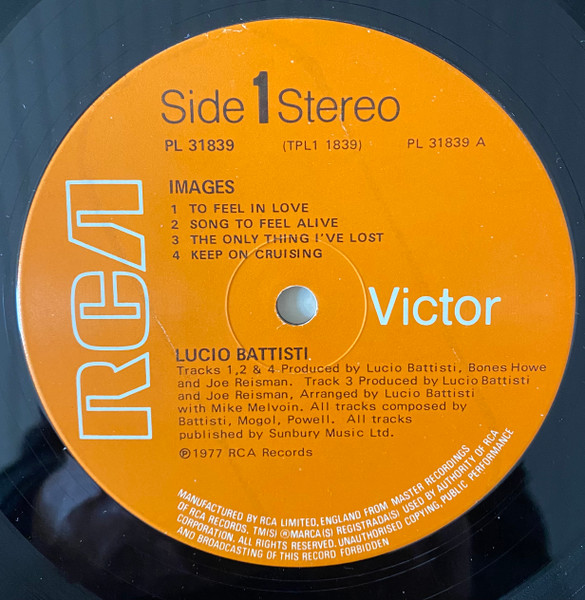 Side 1 Stereo
PL 31839 (TPL1 1839) PL 31839 A
IMAGES
1 TO FEEL IN LOVE
2 SONG TO FEEL ALIVE
3 THE ONLY THING I'VE LOST
4 KEEP ON CRUISING
RCA
Victor
LUCIO BATTISTI
Tracks 1,2 & 4 Produced by Lucio Battisti, Bones Howe
and Joe Reisman. Track 3 Produced by Lucio Battisti
and Joe Reisman, Arranged by Lucio Battisti
with Mike Melvoin. All tracks composed by
Battisti, Mogol, Powell. All tracks
published by Sunbury Music Ltd.
℗1977 RCA Records
MANUFACTURED BY RCA LIMITED, ENGLAND FROM MASTER RECORDINGS
OF RCA RECORDS, TM(S) ®MARCA(S) REGISTRADA(S) USED BY AUTHORITY OF RCA
CORPORATION. ALL RIGHTS RESERVED. UNAUTHORISED COPYING, PUBLIC PERFORMANCE
AND BROADCASTING OF THIS RECORD FORBIDDEN